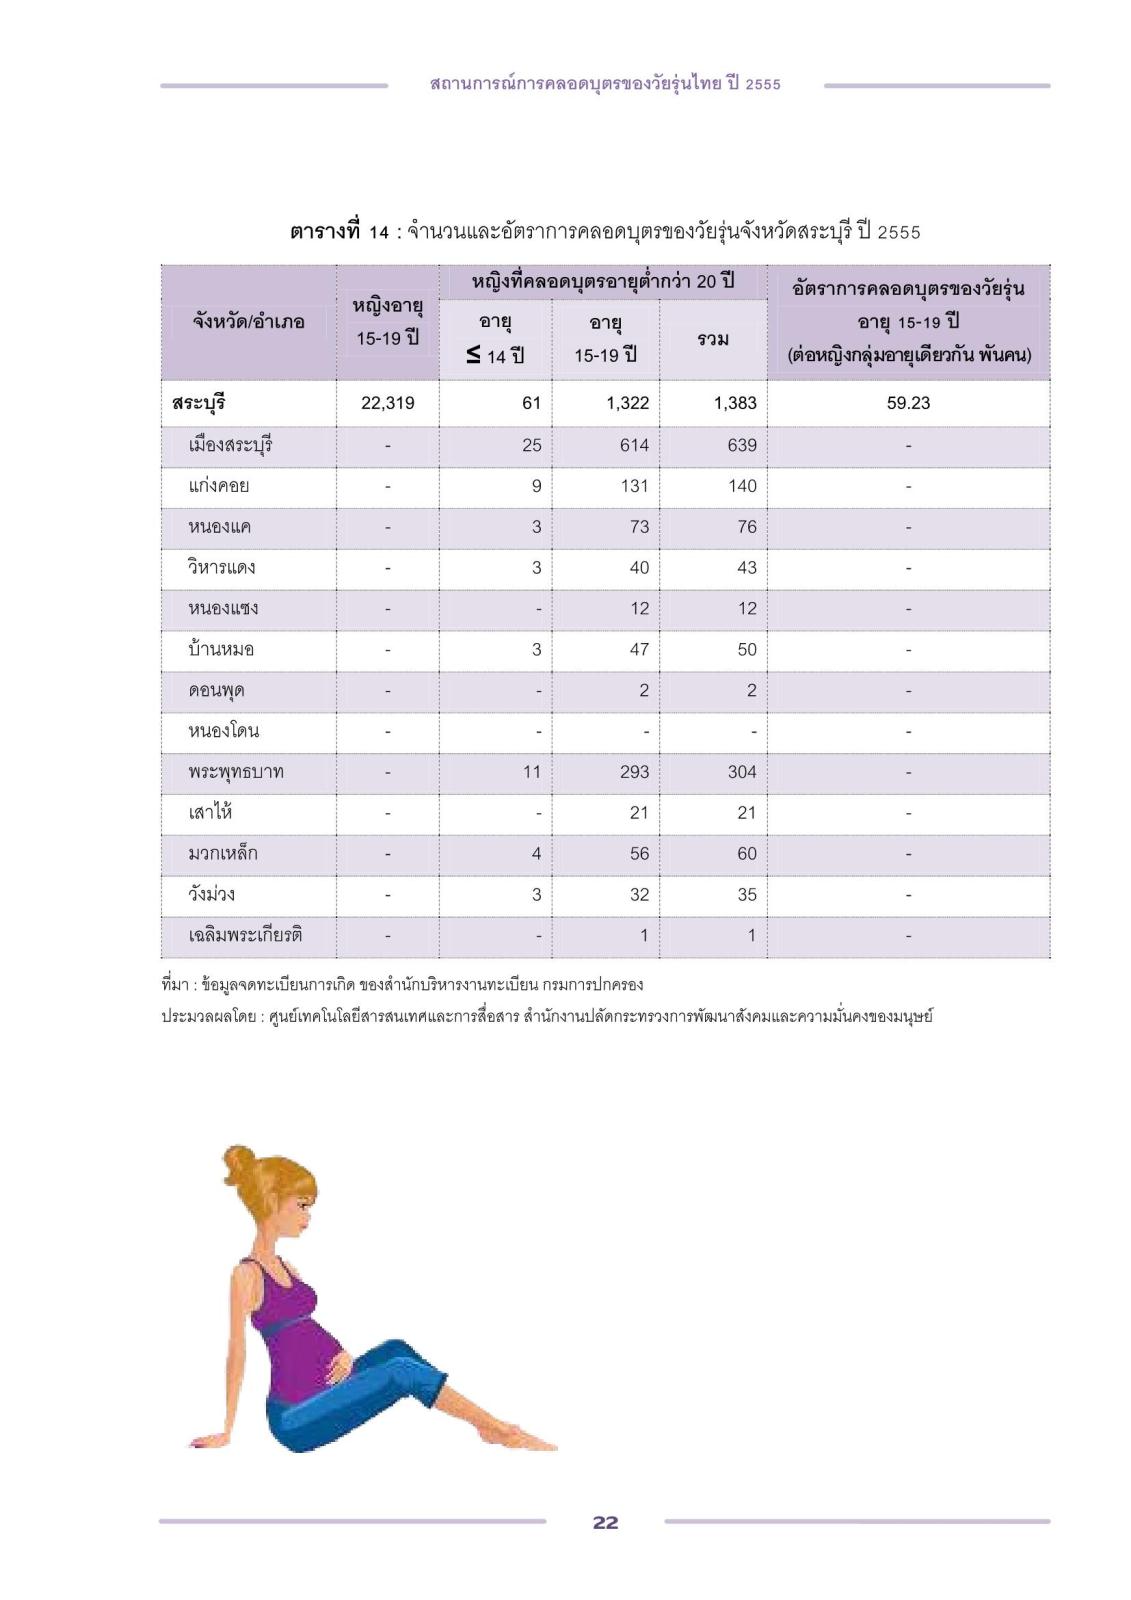 สถานการณ์การคลอดบุตรของวัยรุ่นไทย ปี 2555
ตารางที่ 14 : จำนวนและอัตราการคลอดบุตรของวัยรุ่นจังหวัดสระบุรี ปี 2555
จังหวัด/อำเภอ
หญิงอายุ
15-19 ปี
หญิงที่คลอดบุตรอายุต่ำกว่า 20 ปี
อายุ
≤ 14 ปี
อายุ
15-19 ปี
รวม
อัตราการคลอดบุตรของวัยรุ่น
อายุ 15-19 ปี
(ต่อหญิงกลุ่มอายุเดียวกัน พันคน)
สระบุรี 22,319 61 1,322 1,383 59.23
เมืองสระบุรี - 25 614 639 -
แก่งคอย - 9 131 140 -
หนองแค - 3 73 76 -
วิหารแดง - 3 40 43 -
หนองแซง - - 12 12 -
บ้านหมอ - 3 47 50 -
ดอนพุด - - 2 2 -
หนองโดน - - - - -
พระพุทธบาท - 11 293 304 -
เสาไห้ - - 21 21 -
มวกเหล็ก - 4 56 60 -
วังม่วง - 3 32 35 -
เฉลิมพระเกียรติ - - 1 1 -
ที่มา : ข้อมูลจดทะเบียนการเกิด ของสำนักบริหารงานทะเบียน กรมการปกครอง
ประมวลผลโดย : ศูนย์เทคโนโลยีสารสนเทศและการสื่อสาร สำนักงานปลัดกระทรวงการพัฒนาสังคมและความมั่นคงของมนุษย์
22